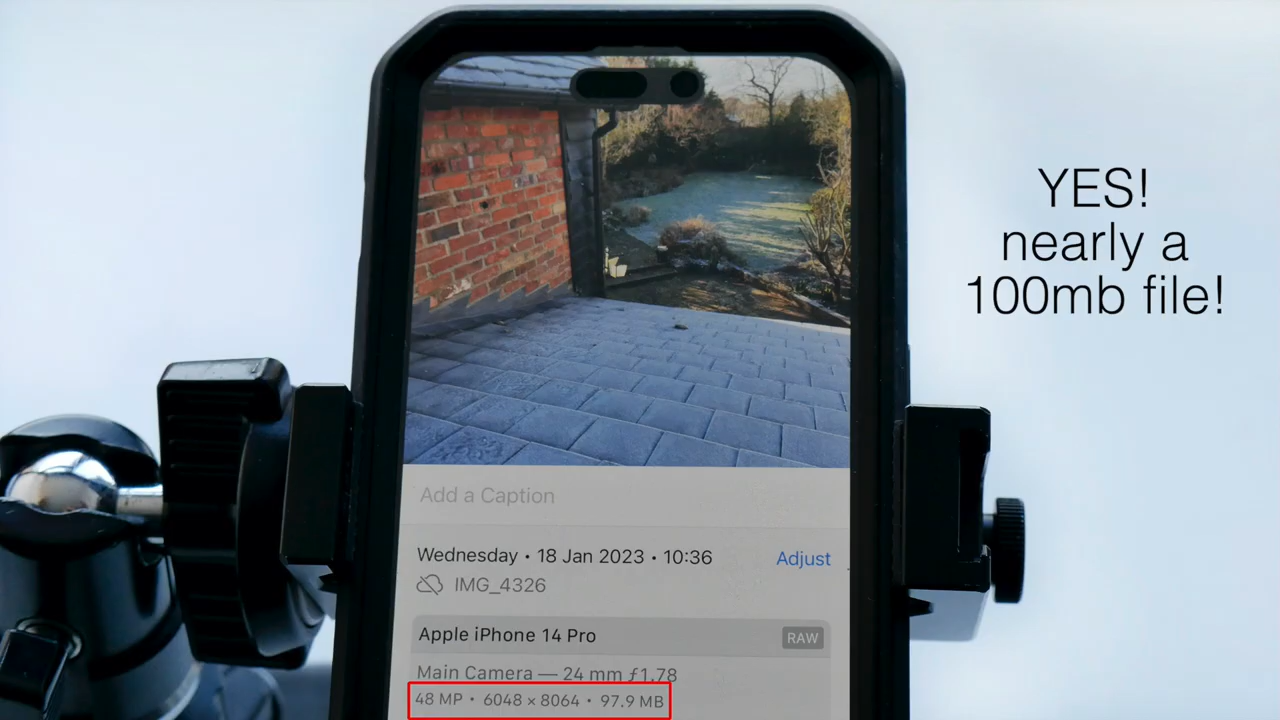 YES!
nearly a
100mb file!
Add a Caption
Wednesday • 18 Jan 2023 • 10:36
Adjust
IMG_4326
Apple iPhone 14 Pro
RAW
Main Camera — 24 mm ƒ1.78
48 MP • 6048 × 8064 • 97.9 MB